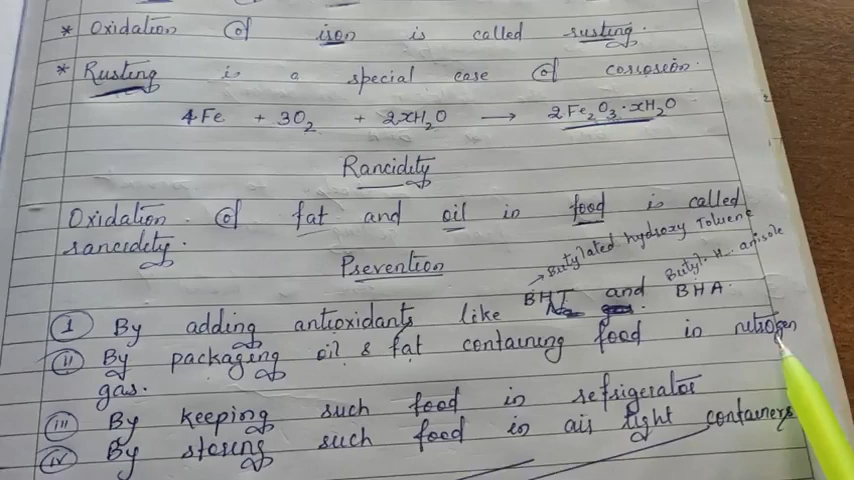 * Oxidation of iron is called rusting.
* Rusting is a special case of corrosion.
4Fe + 3O₂ + 2xH₂O → 2Fe₂O₃·xH₂O
Rancidity
Oxidation of fat and oil in food is called
rancidity.
Prevention
→ Butylated hydroxy Toluene
Butyl. H... anisole
(I) By adding antioxidants like BHT and BHA.
(ii) By packaging oil & fat containing food in nitrogen
gas.
(iii) By keeping such food in refrigerator
(iv) By storing such food in air tight containers